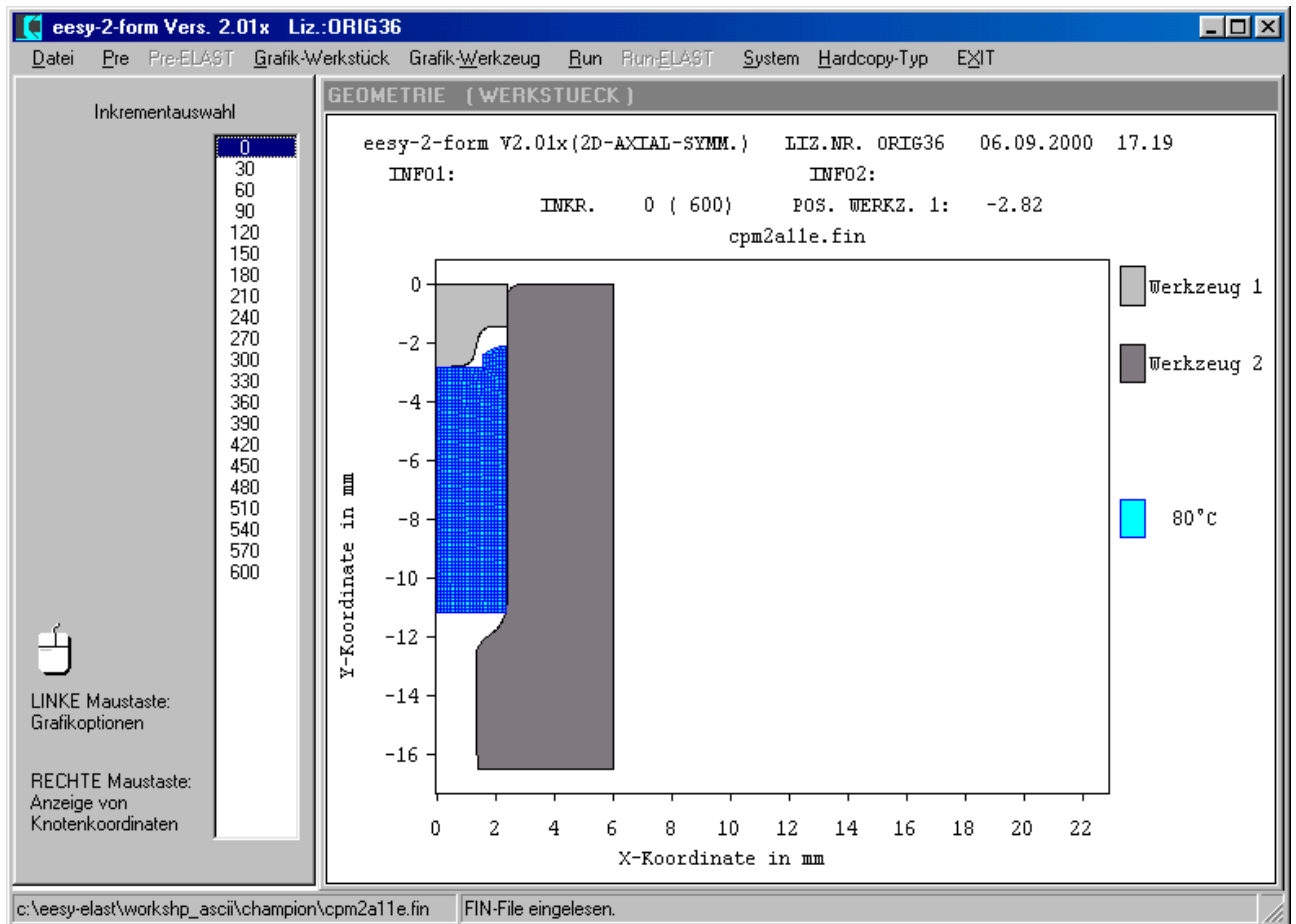 eesy-2-form Vers. 2.01x Liz.:ORIG36
Datei Pre Pre-ELAST Grafik-Werkstück Grafik-Werkzeug Run Run-ELAST System Hardcopy-Typ EXIT
Inkrementauswahl
0
30
60
90
120
150
180
210
240
270
300
330
360
390
420
450
480
510
540
570
600
LINKE Maustaste:
Grafikoptionen
RECHTE Maustaste:
Anzeige von
Knotenkoordinaten
GEOMETRIE (WERKSTUECK)
eesy-2-form V2.01x(2D-AXIAL-SYMM.) LIZ.NR. ORIG36 06.09.2000 17.19
INFO1: INFO2:
INKR. 0 ( 600) POS. WERKZ. 1: -2.82
cpm2a11e.fin
Y-Koordinate in mm
0
-2
-4
-6
-8
-10
-12
-14
-16
0 2 4 6 8 10 12 14 16 18 20 22
X-Koordinate in mm
Werkzeug 1
Werkzeug 2
80°C
c:\eesy-elast\workshp_ascii\champion\cpm2a11e.fin FIN-File eingelesen.